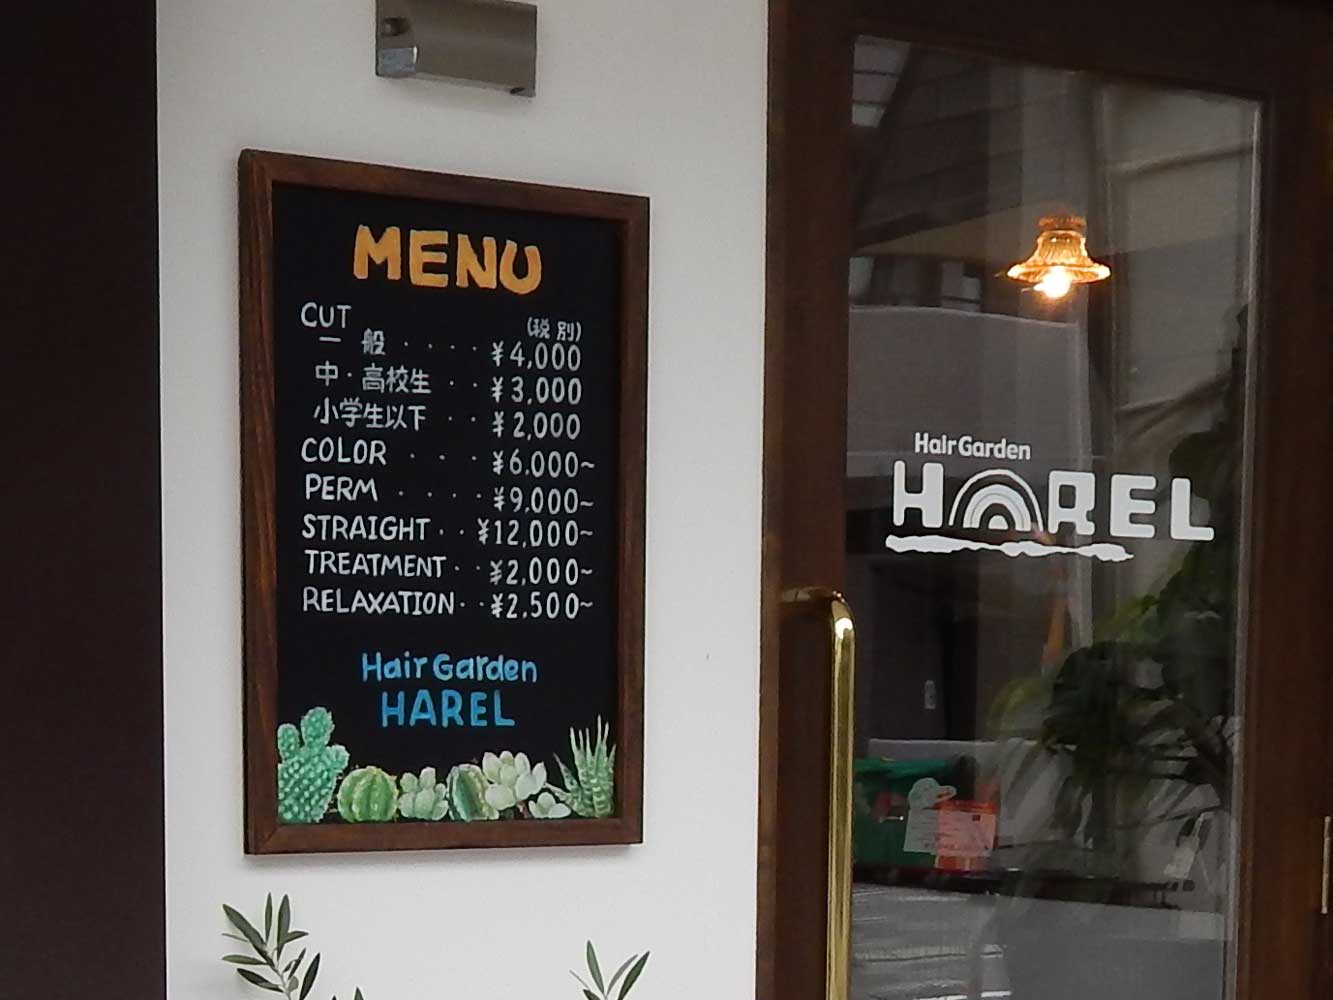 MENU
CUT
(税別)
一般 ・・・・ ¥4,000
中・高校生 ・・ ¥3,000
小学生以下 ・・ ¥2,000
COLOR ・・・ ¥6.000~
PERM ・・・・ ¥9,000~
STRAIGHT ・・ ¥12,000~
TREATMENT ・・ ¥2,000~
RELAXATION ・・ ¥2,500~
Hair Garden
HAREL
Hair Garden
HAREL